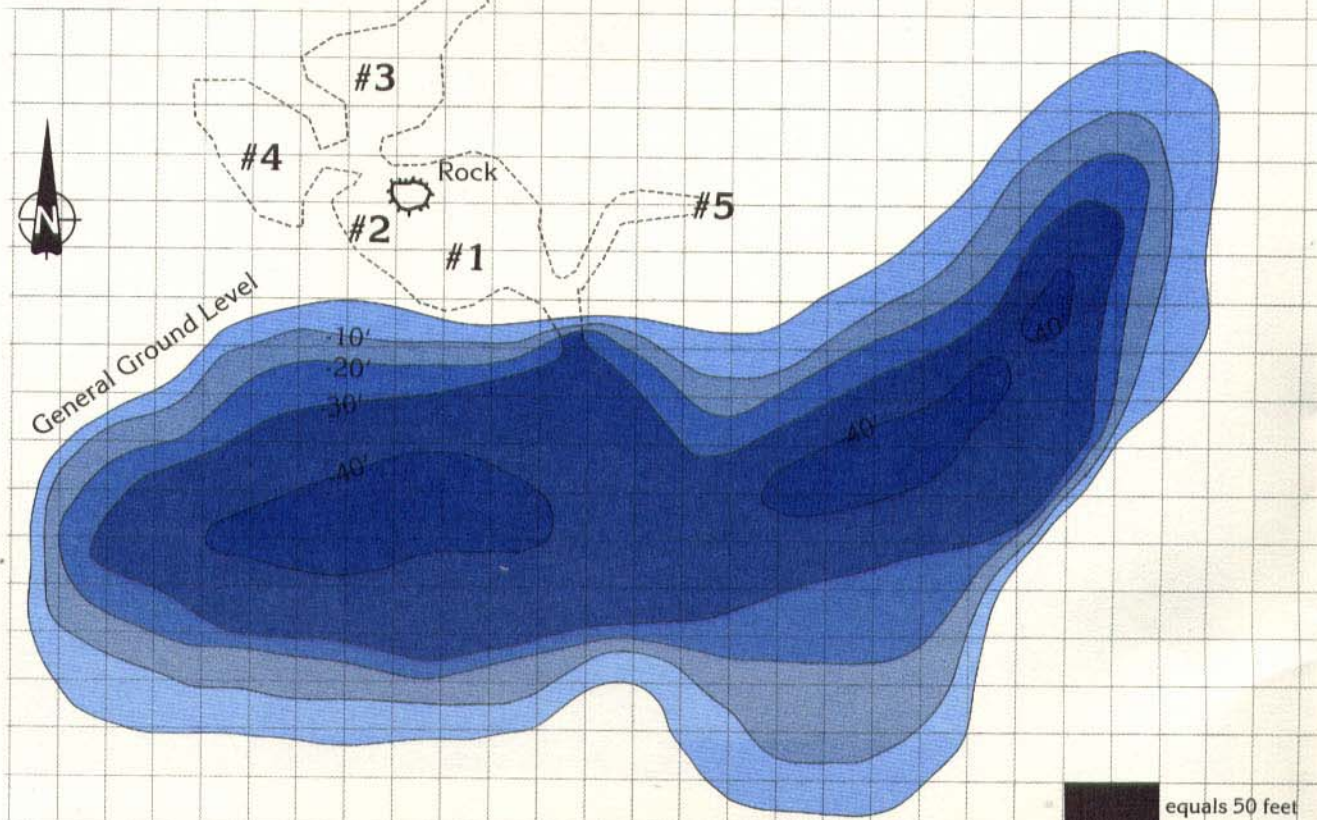 #3
#4
Rock
#5
#2
#1
N
General Ground Level
-10'
-20'
-30'
-40'
40'
40'
equals 50 feet